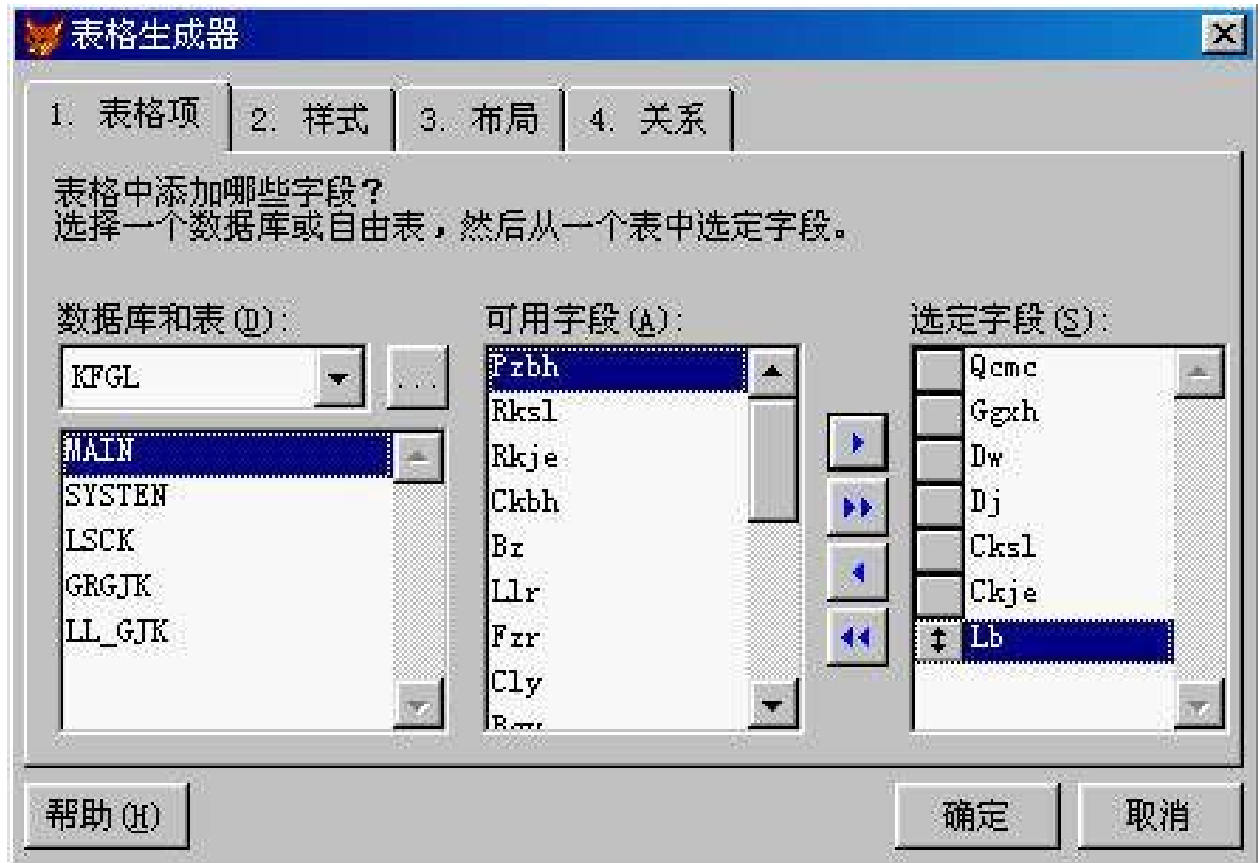 表格生成器
1. 表格项
2. 样式
3. 布局
4. 关系
表格中添加哪些字段？
选择一个数据库或自由表，然后从一个表中选定字段。
数据库和表(D):
KFGL
...
MAIN
SYSTEN
LSCK
GRGJK
LL_GJK
可用字段(A):
Pzbh
Rksl
Rkje
Ckbh
Bz
Llr
Fzr
Cly
选定字段(S):
Qcmc
Ggxh
Dw
Dj
Cksl
Ckje
Lb
帮助(H)
确定
取消